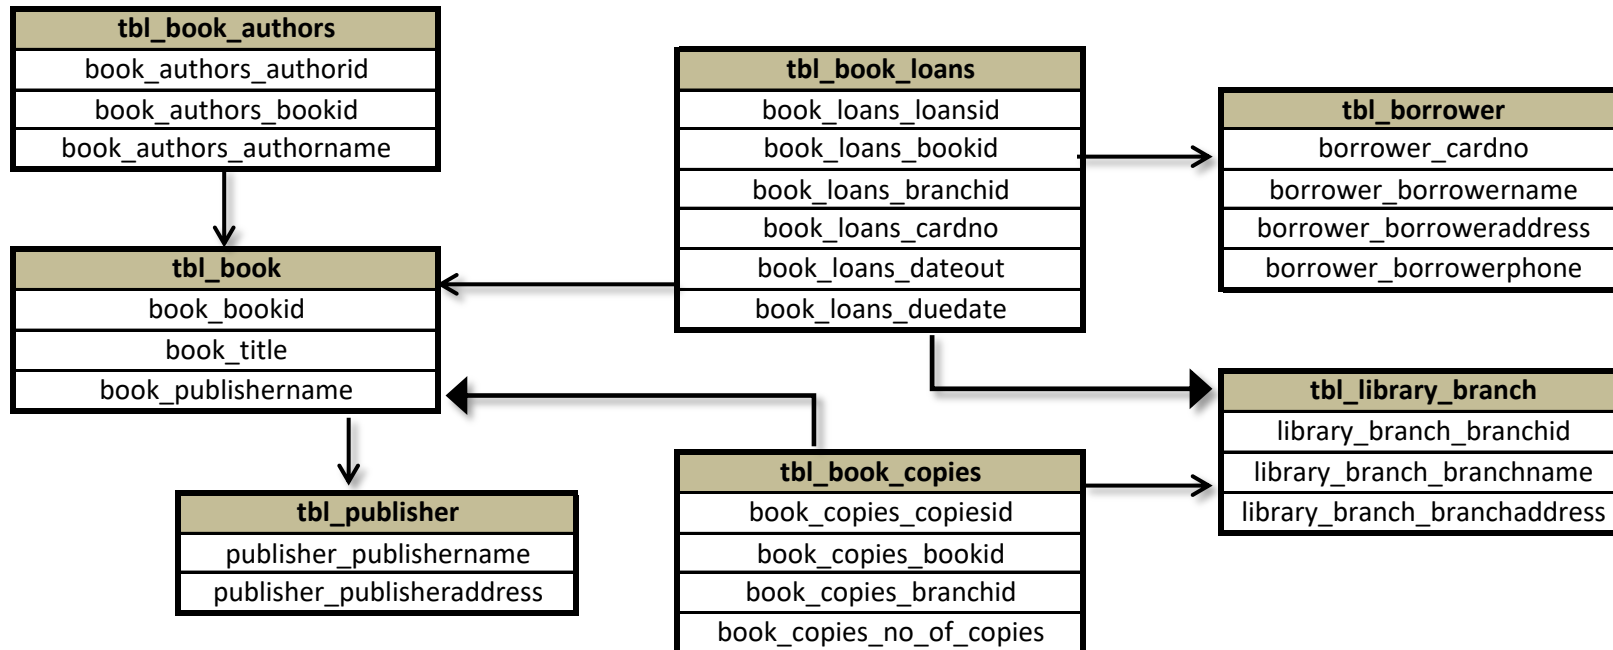 tbl_book_authors
book_authors_authorid
book_authors_bookid
book_authors_authorname
tbl_book
book_bookid
book_title
book_publishername
tbl_publisher
publisher_publishername
publisher_publisheraddress
tbl_book_loans
book_loans_loansid
book_loans_bookid
book_loans_branchid
book_loans_cardno
book_loans_dateout
book_loans_duedate
tbl_book_copies
book_copies_copiesid
book_copies_bookid
book_copies_branchid
book_copies_no_of_copies
tbl_borrower
borrower_cardno
borrower_borrowername
borrower_borroweraddress
borrower_borrowerphone
tbl_library_branch
library_branch_branchid
library_branch_branchname
library_branch_branchaddress